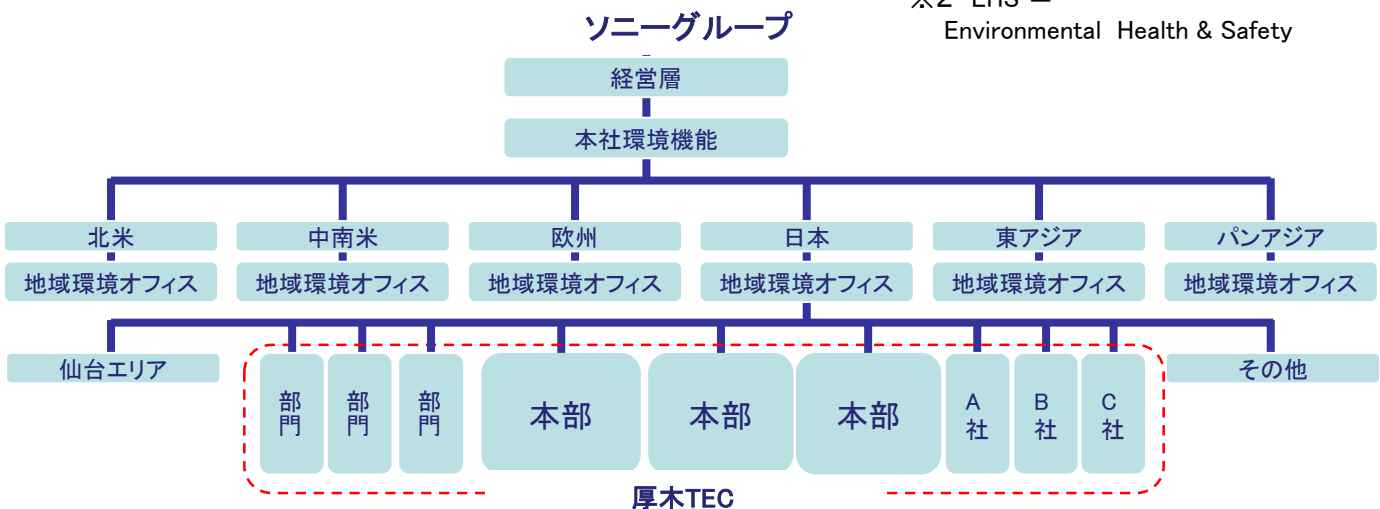 ※2 EHS =
Environmental Health & Safety
ソニーグループ
経営層
本社環境機能
北米
中南米
欧州
日本
東アジア
パンアジア
地域環境オフィス
地域環境オフィス
地域環境オフィス
地域環境オフィス
地域環境オフィス
地域環境オフィス
仙台エリア
部門
部門
部門
本部
本部
本部
A社
B社
C社
その他
厚木TEC